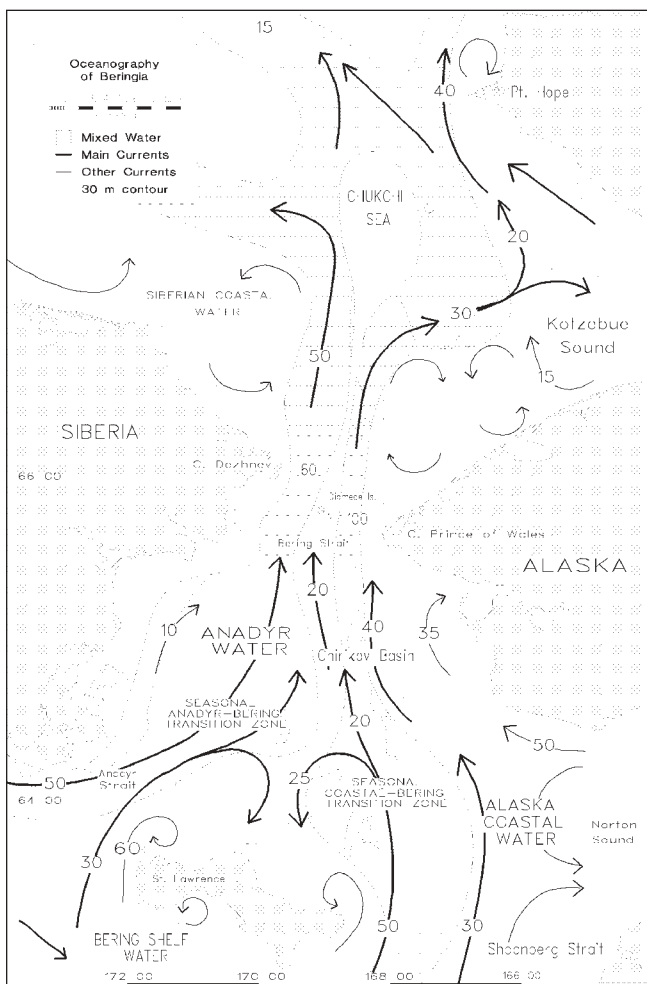 15
Oceanography
of Beringia
Mixed Water
Main Currents
Other Currents
30 m contour
40
Pt. Hope
CHUKCHI
SEA
20
SIBERIAN COASTAL
WATER
30
Kotzebue
Sound
50
15
SIBERIA
C. Dezhnev
66 00
60
Diomede Is.
Bering Strait
C. Prince of Wales
ALASKA
20
10
ANADYR
WATER
40
35
Chirikov Basin
SEASONAL
ANADYR-BERING
TRANSITION ZONE
20
50
Anadyr
Strait
50
64 00
25
SEASONAL
COASTAL-BERING
TRANSITION ZONE
ALASKA
COASTAL
WATER
Norton
Sound
30
60
St. Lawrence
BERING SHELF
WATER
50
30
Shpanberg Strait
172 00
170 00
168 00
166 00